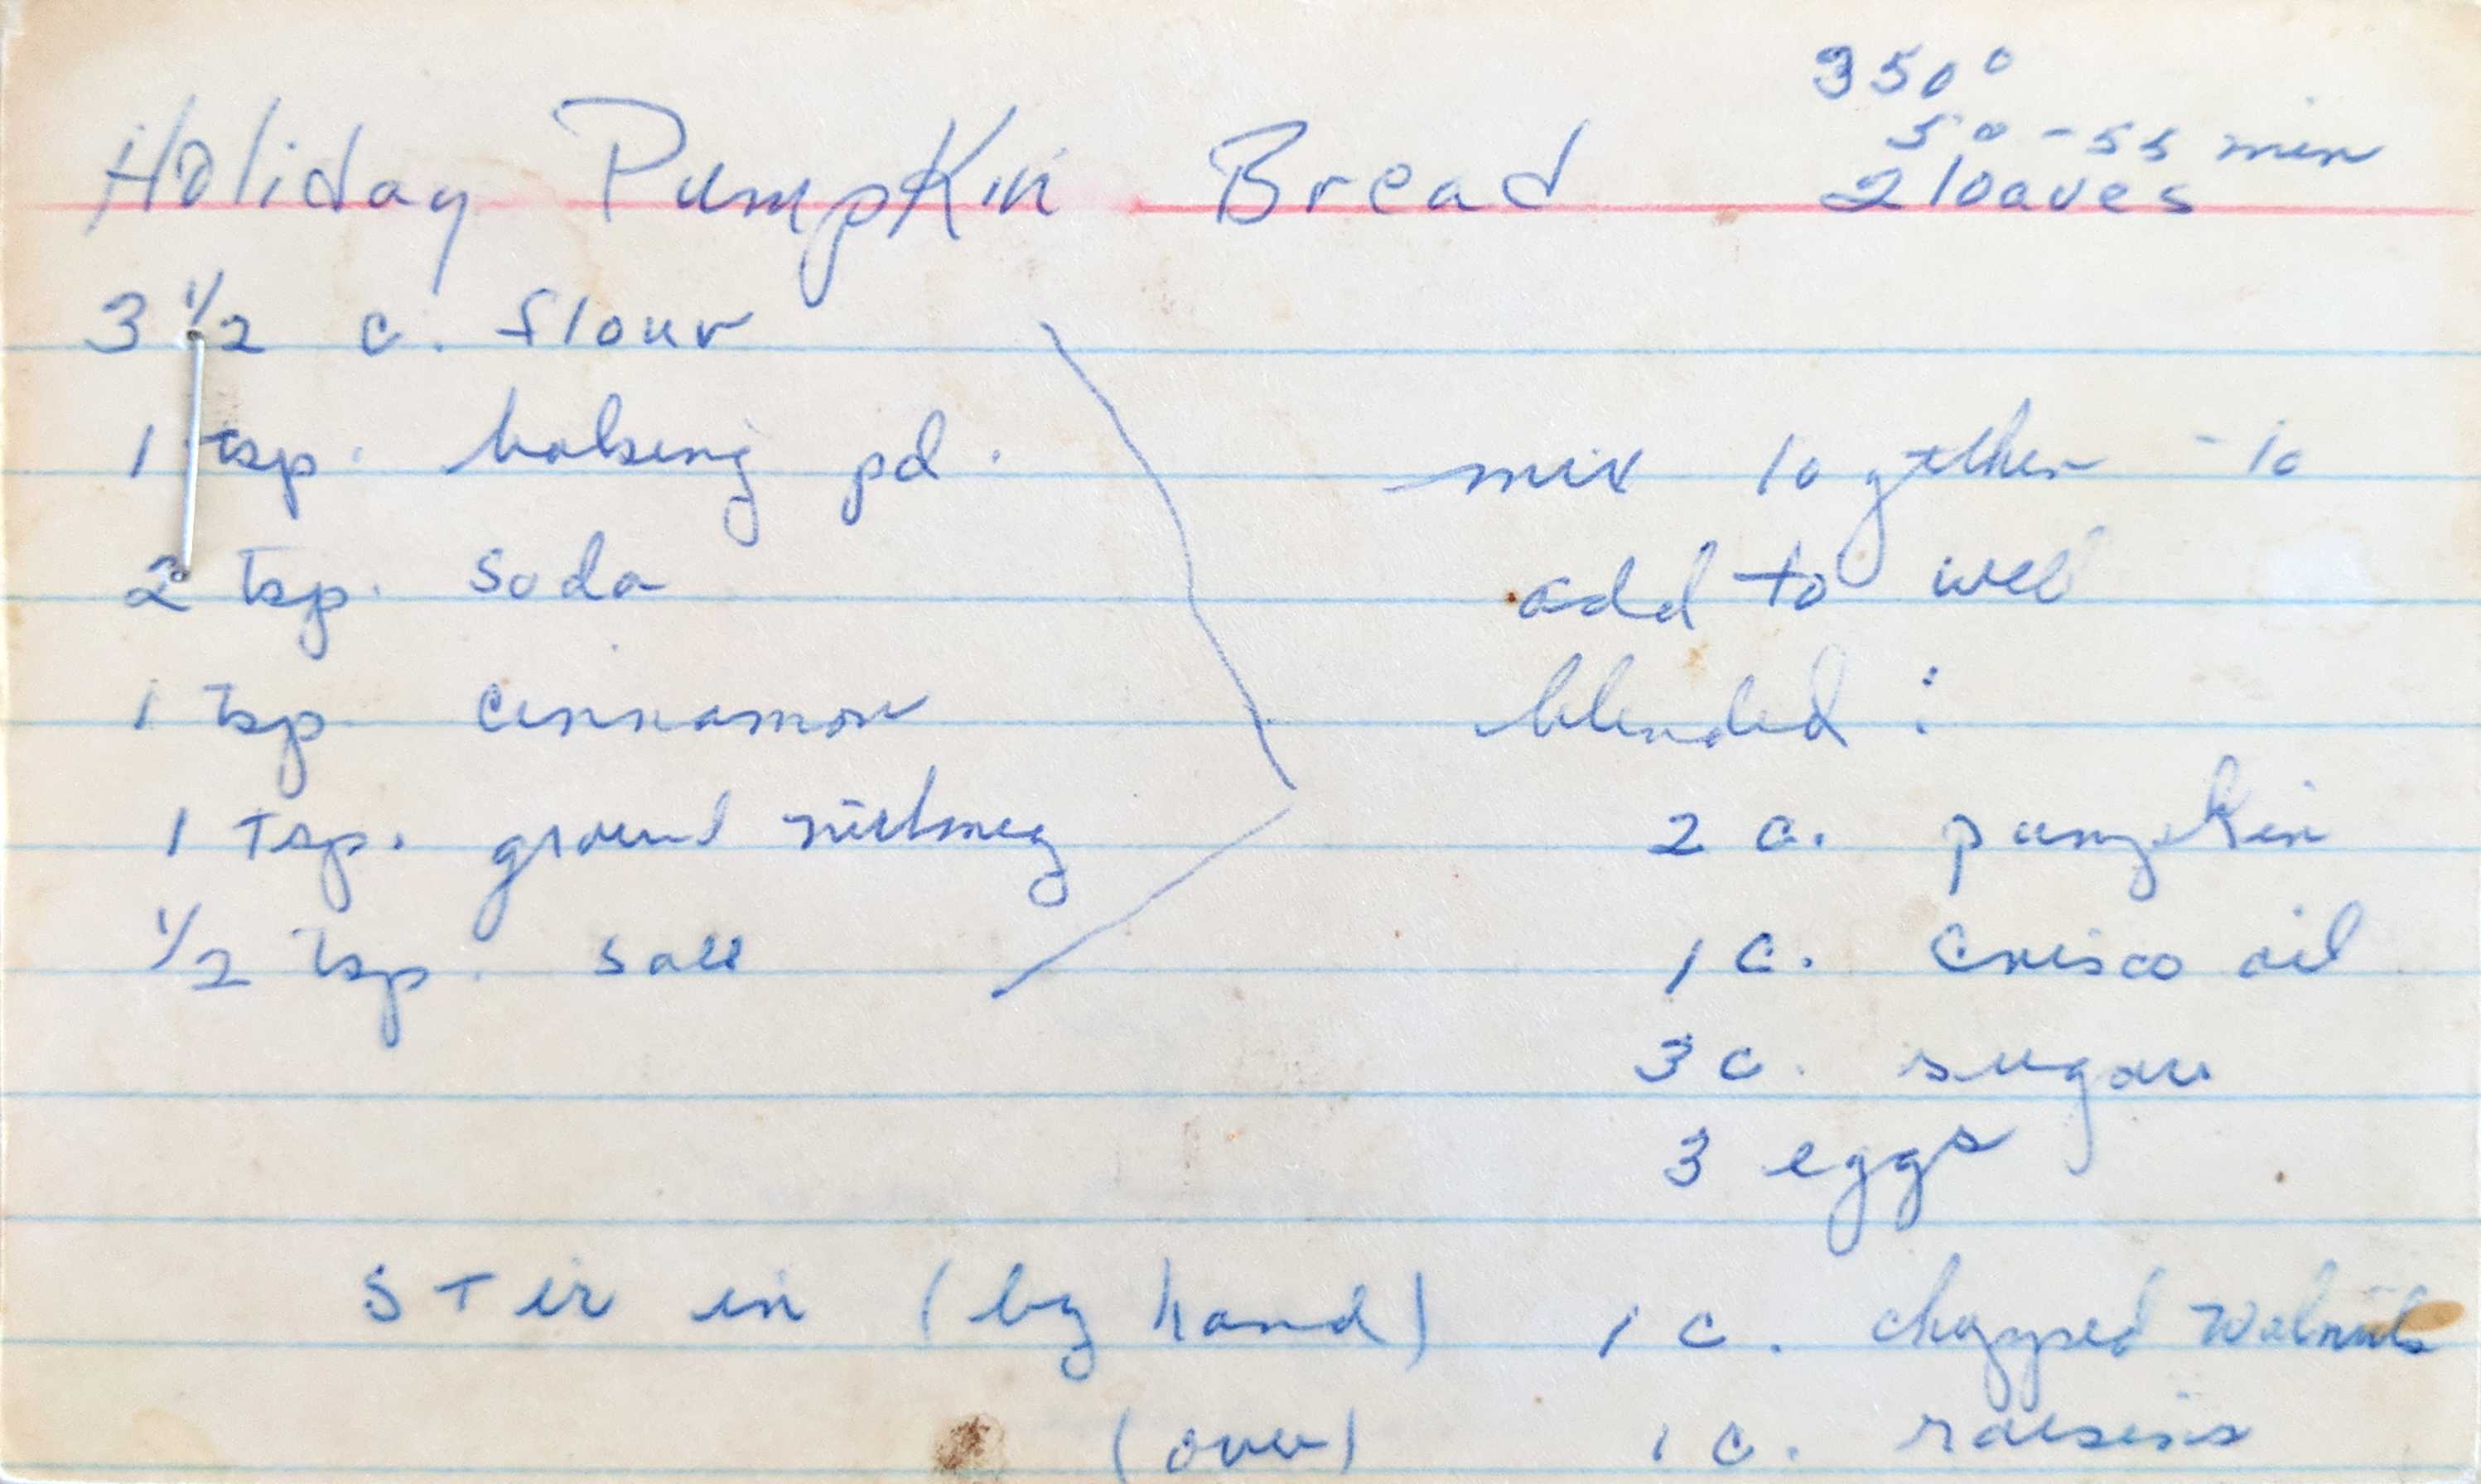 350°
50-55 min
Holiday Pumpkin Bread
2 loaves
3 1/2 c. flour
1 tsp. baking pd.
2 tsp. soda
1 tsp cinnamon
1 Tsp. ground nutmeg
1/2 tsp. salt
mix together - to
add to well
blended :
2 c. pumpkin
1 c. Crisco oil
3 c. sugar
3 eggs
STir in (by hand) 1 c. chopped walnuts
(over) 1 c. raisins